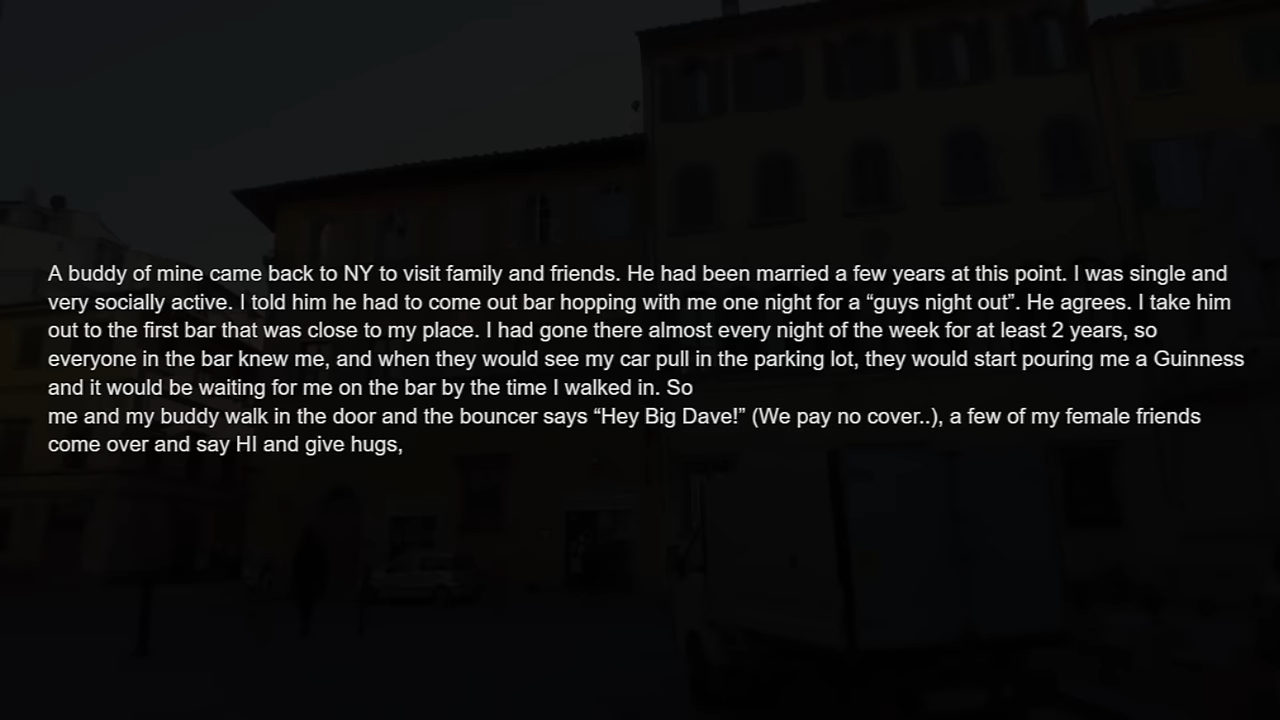 A buddy of mine came back to NY to visit family and friends. He had been married a few years at this point. I was single and
very socially active. I told him he had to come out bar hopping with me one night for a “guys night out”. He agrees. I take him
out to the first bar that was close to my place. I had gone there almost every night of the week for at least 2 years, so
everyone in the bar knew me, and when they would see my car pull in the parking lot, they would start pouring me a Guinness
and it would be waiting for me on the bar by the time I walked in. So
me and my buddy walk in the door and the bouncer says “Hey Big Dave!” (We pay no cover..), a few of my female friends
come over and say HI and give hugs,